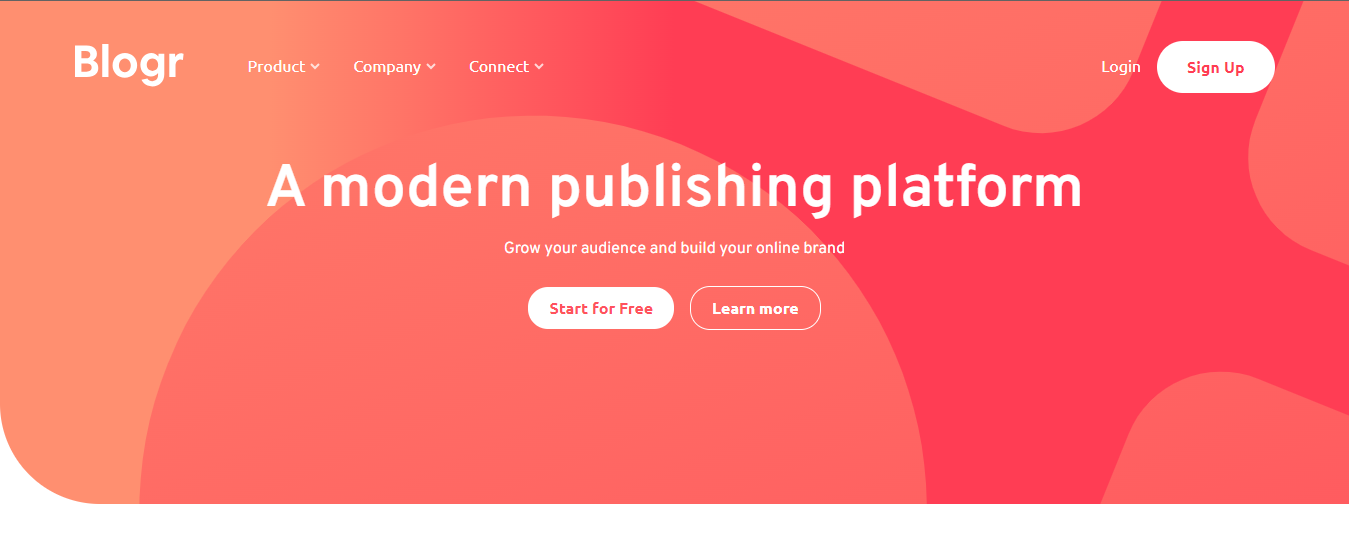 Blogr Product Company Connect Login Sign Up
A modern publishing platform
Grow your audience and build your online brand
Start for Free Learn more